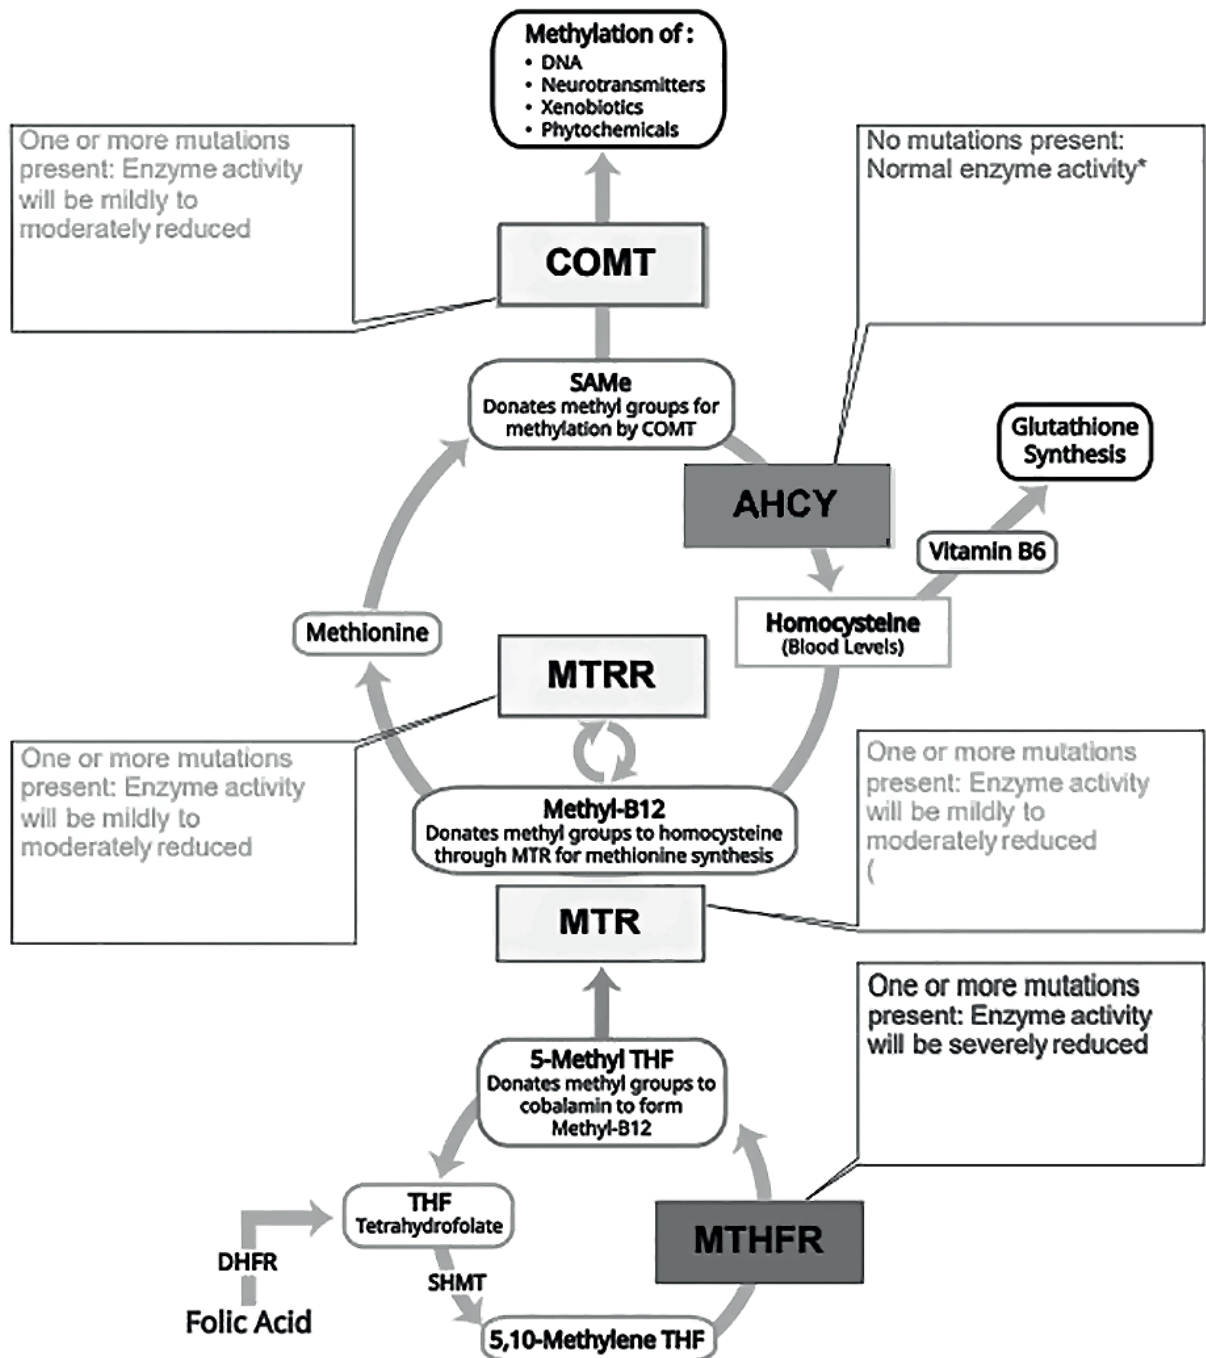 Methylation of :
• DNA
• Neurotransmitters
• Xenobiotics
• Phytochemicals
One or more mutations
present: Enzyme activity
will be mildly to
moderately reduced
No mutations present:
Normal enzyme activity*
COMT
SAMe
Donates methyl groups for
methylation by COMT
Glutathione
Synthesis
AHCY
Vitamin B6
Homocysteine
(Blood Levels)
Methionine
MTRR
One or more mutations
present: Enzyme activity
will be mildly to
moderately reduced
One or more mutations
present: Enzyme activity
will be mildly to
moderately reduced
(
Methyl-B12
Donates methyl groups to homocysteine
through MTR for methionine synthesis
MTR
One or more mutations
present: Enzyme activity
will be severely reduced
5-Methyl THF
Donates methyl groups to
cobalamin to form
Methyl-B12
THF
Tetrahydrofolate
MTHFR
DHFR
SHMT
Folic Acid
5,10-Methylene THF